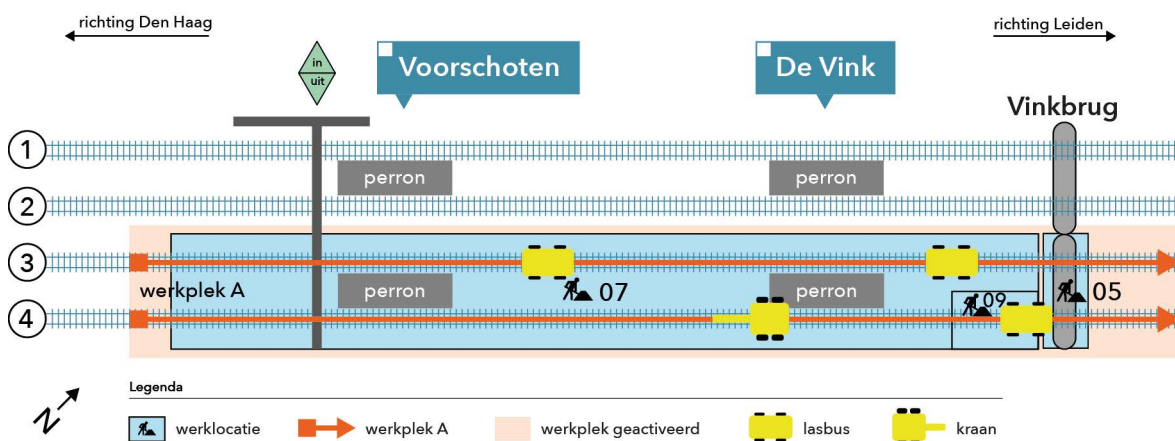 richting Den Haag
richting Leiden
in
uit
Voorschoten
De Vink
Vinkbrug
1
perron
perron
2
3
werkplek A
perron
07
perron
09
05
4
N
Legenda
werklocatie
werkplek A
werkplek geactiveerd
lasbus
kraan